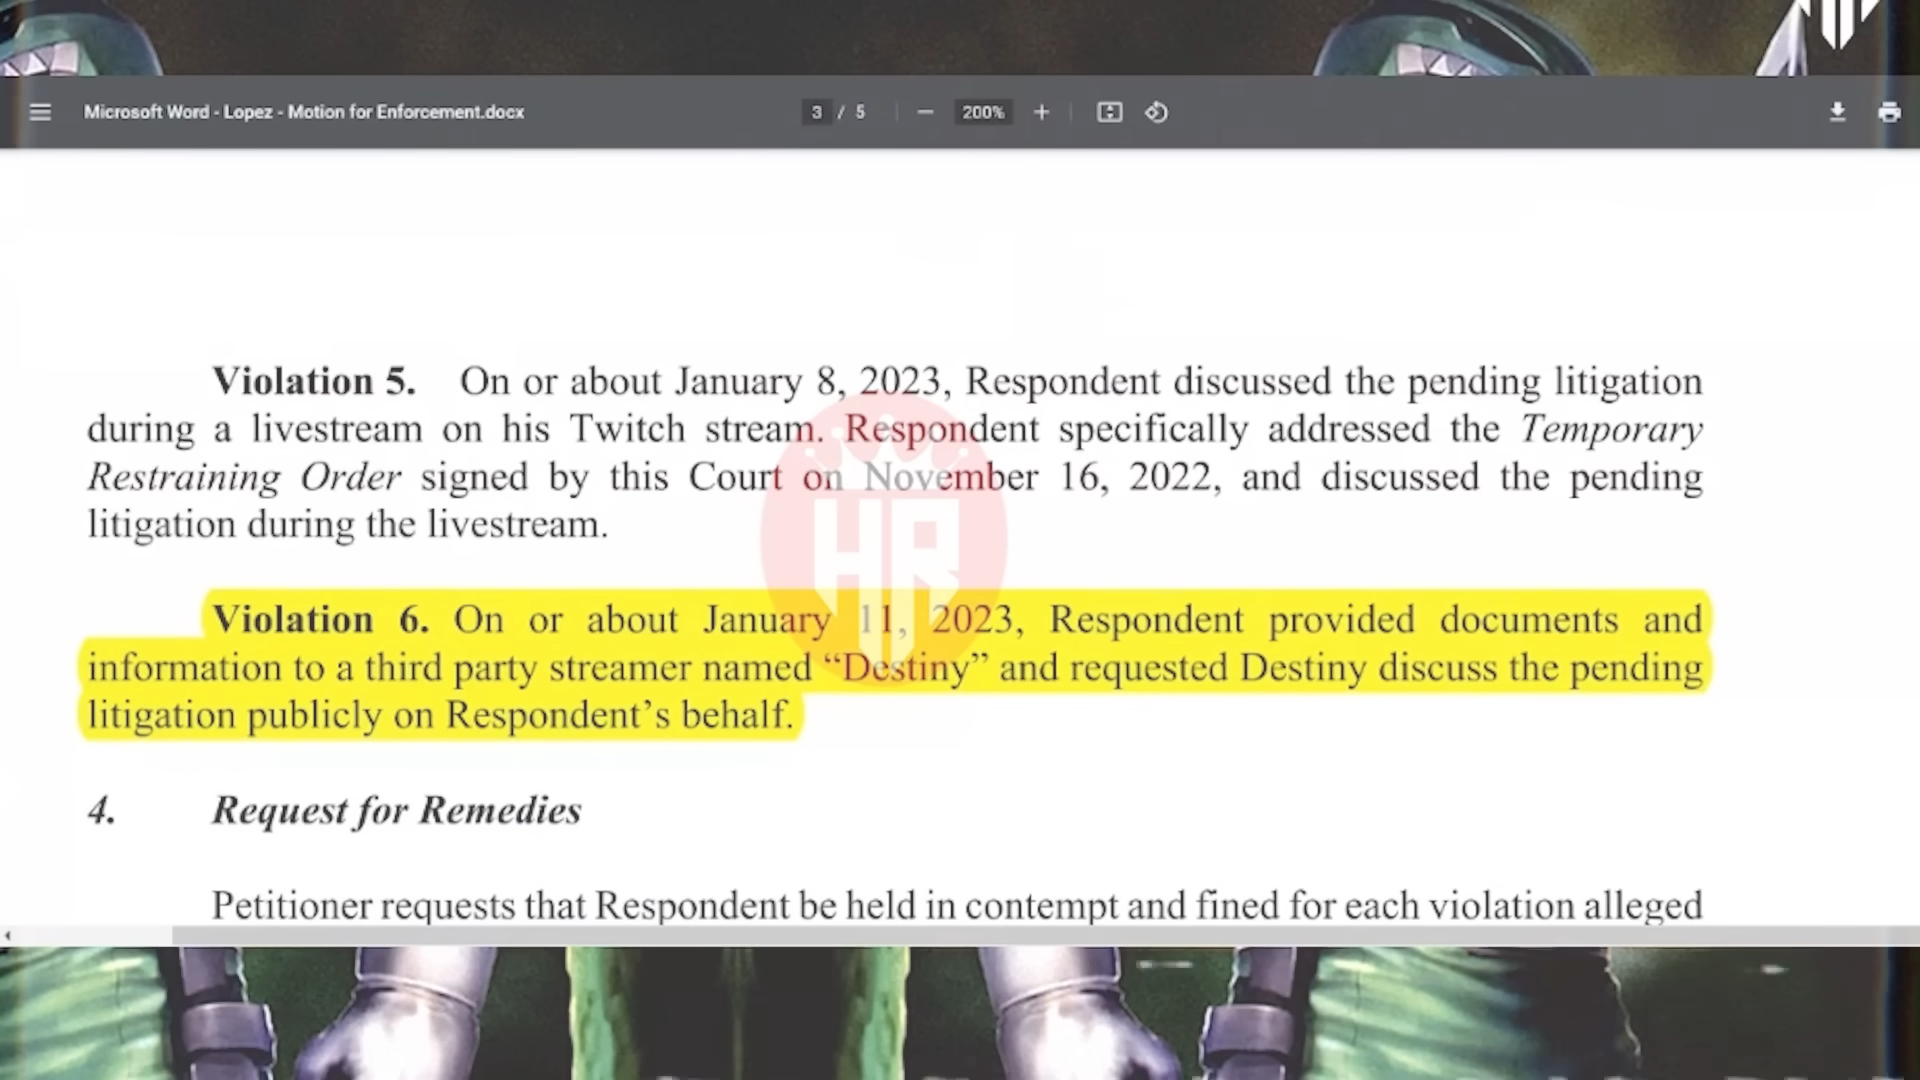 Microsoft Word - Lopez - Motion for Enforcement.docx
3 / 5
200%
Violation 5. On or about January 8, 2023, Respondent discussed the pending litigation
during a livestream on his Twitch stream. Respondent specifically addressed the Temporary
Restraining Order signed by this Court on November 16, 2022, and discussed the pending
litigation during the livestream.
HR
Violation 6. On or about January 11, 2023, Respondent provided documents and
information to a third party streamer named “Destiny” and requested Destiny discuss the pending
litigation publicly on Respondent’s behalf.
4. Request for Remedies
Petitioner requests that Respondent be held in contempt and fined for each violation alleged